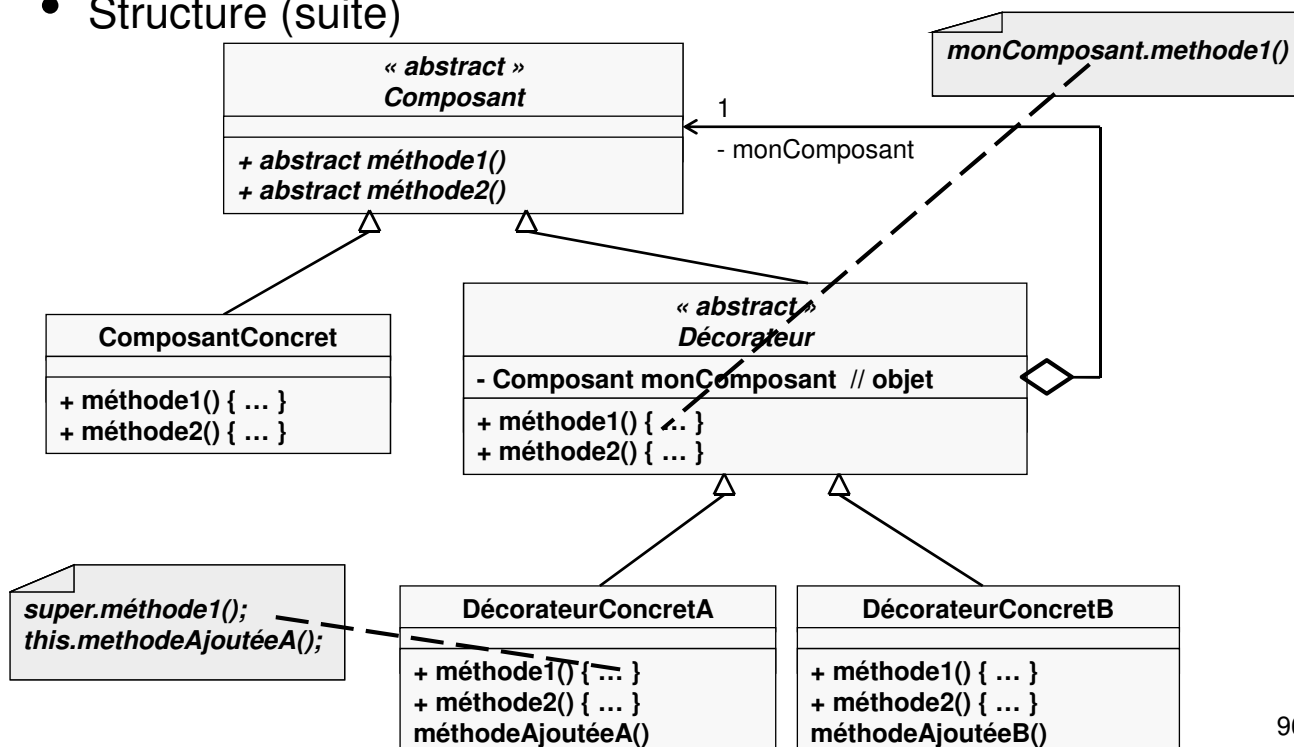 • Structure (suite)
monComposant.methode1()
« abstract »
Composant
+ abstract méthode1()
+ abstract méthode2()
1
- monComposant
ComposantConcret
+ méthode1() { … }
+ méthode2() { … }
« abstract »
Décorateur
- Composant monComposant // objet
+ méthode1() { … }
+ méthode2() { … }
super.méthode1();
this.methodeAjoutéeA();
DécorateurConcretA
+ méthode1() { … }
+ méthode2() { … }
méthodeAjoutéeA()
DécorateurConcretB
+ méthode1() { … }
+ méthode2() { … }
méthodeAjoutéeB()